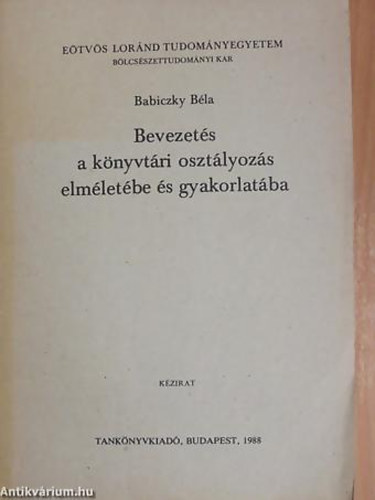 EÖTVÖS LORÁND TUDOMÁNYEGYETEM
BÖLCSÉSZETTUDOMÁNYI KAR
Babiczky Béla
Bevezetés
a könyvtári osztályozás
elméletébe és gyakorlatába
KÉZIRAT
TANKÖNYVKIADÓ, BUDAPEST, 1988
Antikvárium.hu